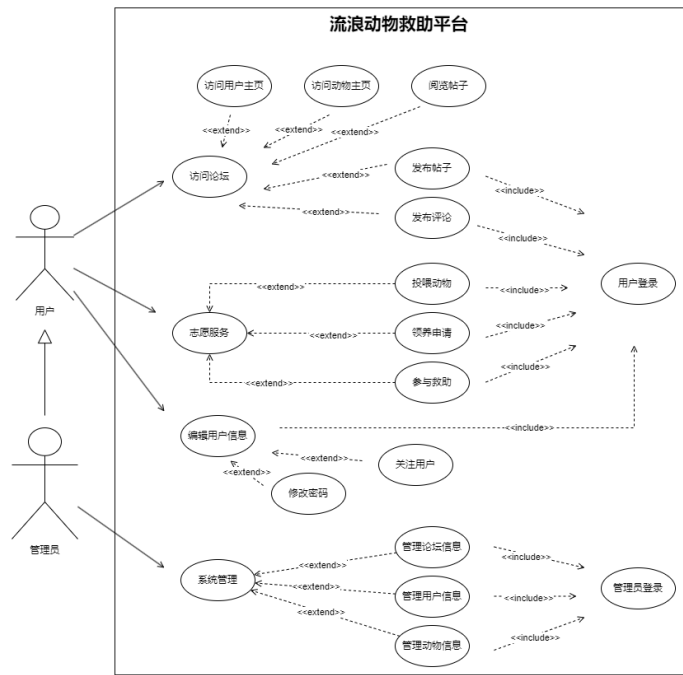 流浪动物救助平台
访问用户主页
访问动物主页
阅览帖子
<<extend>>
<<extend>>
<<extend>>
访问论坛
发布帖子
<<extend>>
<<include>>
发布评论
<<extend>>
<<include>>
用户
投喂动物
<<extend>>
<<include>>
用户登录
志愿服务
领养申请
<<extend>>
<<include>>
参与救助
<<extend>>
<<include>>
编辑用户信息
<<include>>
<<extend>>
关注用户
<<extend>>
修改密码
管理员
管理论坛信息
<<extend>>
<<include>>
系统管理
<<extend>>
管理用户信息
<<include>>
管理员登录
<<extend>>
管理动物信息
<<include>>